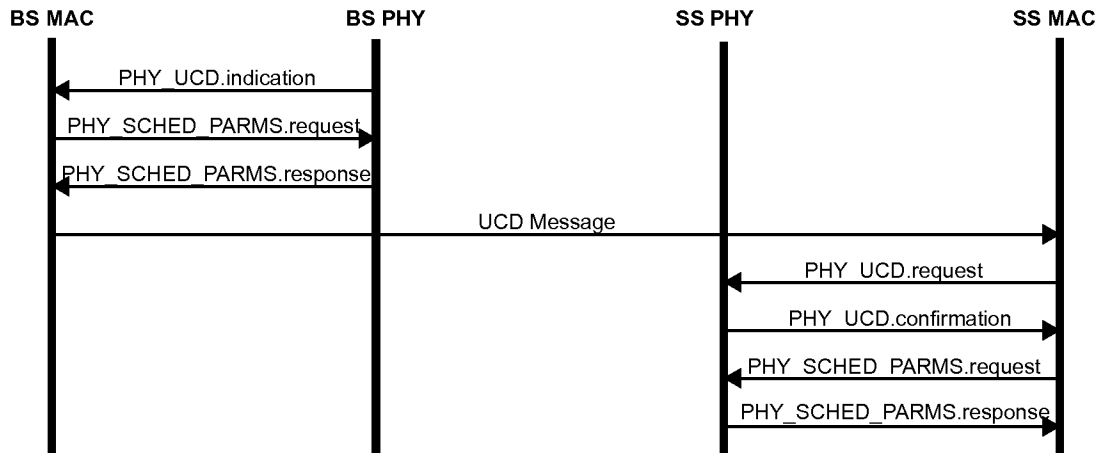 BS MAC BS PHY SS PHY SS MAC
PHY_UCD.indication
PHY_SCHED_PARMS.request
PHY_SCHED_PARMS.response
UCD Message
PHY_UCD.request
PHY_UCD.confirmation
PHY_SCHED_PARMS.request
PHY_SCHED_PARMS.response